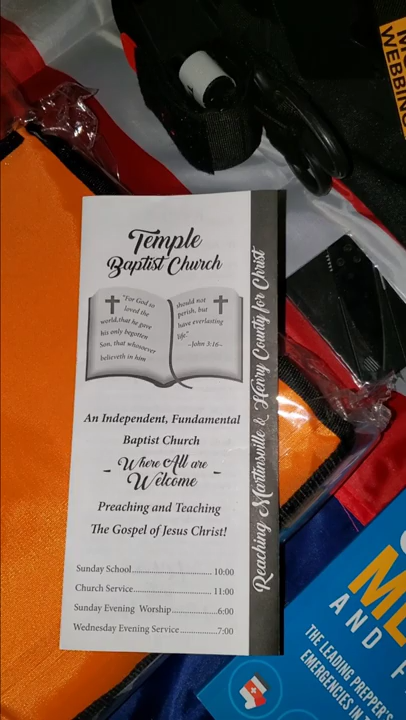 Temple
Baptist Church
"For God so
loved the
world, that he gave
his only begotten
Son, that whosoever
believeth in him
should not
perish, but
have everlasting
life."
~John 3:16~
An Independent, Fundamental
Baptist Church
- Where All are
Welcome -
Preaching and Teaching
The Gospel of Jesus Christ!
Sunday School................................ 10:00
Church Service............................... 11:00
Sunday Evening Worship.................6:00
Wednesday Evening Service..............7:00
Reaching Martinsville & Henry County for Christ
WEBBING
AND
THE LEADING PREPPER'S
EMERGENCIES IN